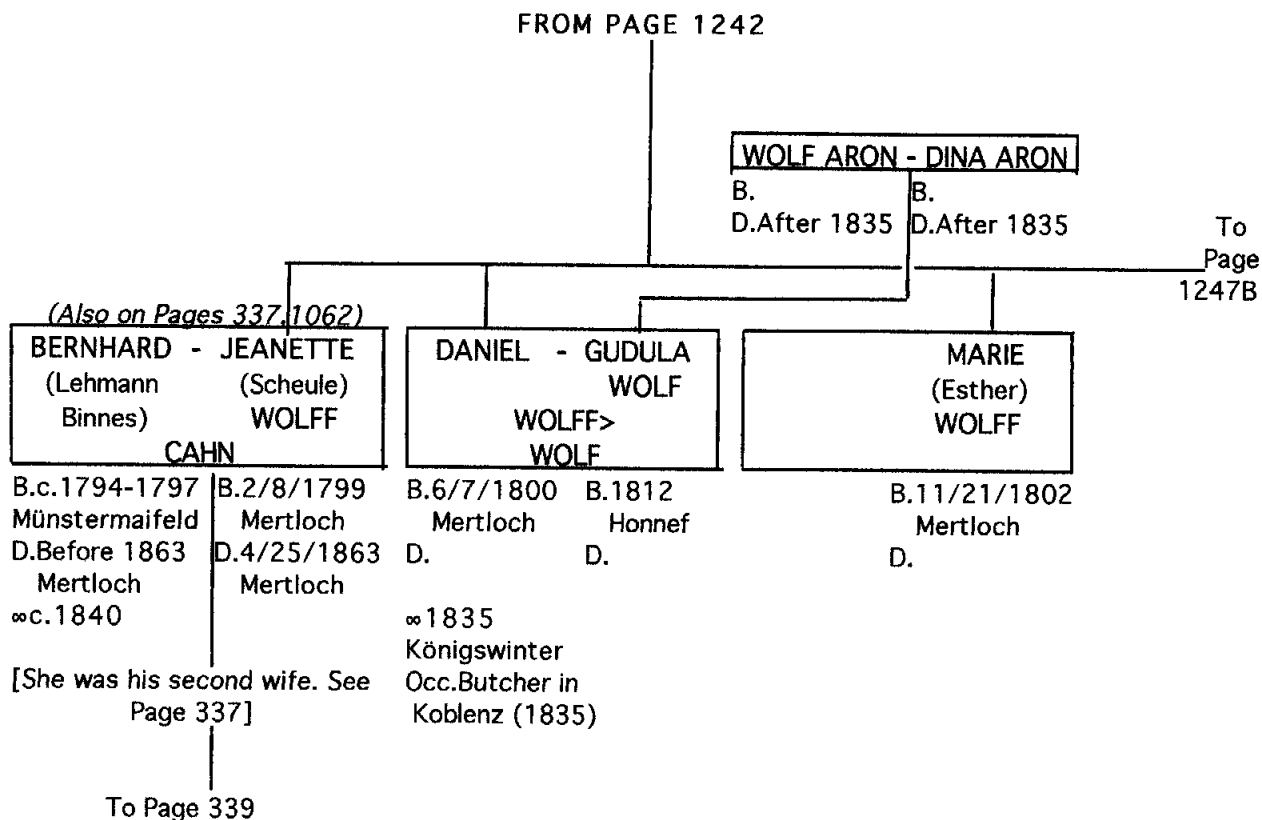 FROM PAGE 1242
WOLF ARON - DINA ARON
B. B.
D.After 1835 D.After 1835
To
Page
1247B
(Also on Pages 337,1062)
BERNHARD - JEANETTE
(Lehmann (Scheule)
Binnes) WOLFF
CAHN
B.c.1794-1797 B.2/8/1799
Münstermaifeld Mertloch
D.Before 1863 D.4/25/1863
Mertloch Mertloch
∞c.1840
[She was his second wife. See
Page 337]
To Page 339
DANIEL - GUDULA
WOLF
WOLFF>
WOLF
B.6/7/1800 B.1812
Mertloch Honnef
D. D.
∞1835
Königswinter
Occ.Butcher in
Koblenz (1835)
MARIE
(Esther)
WOLFF
B.11/21/1802
Mertloch
D.